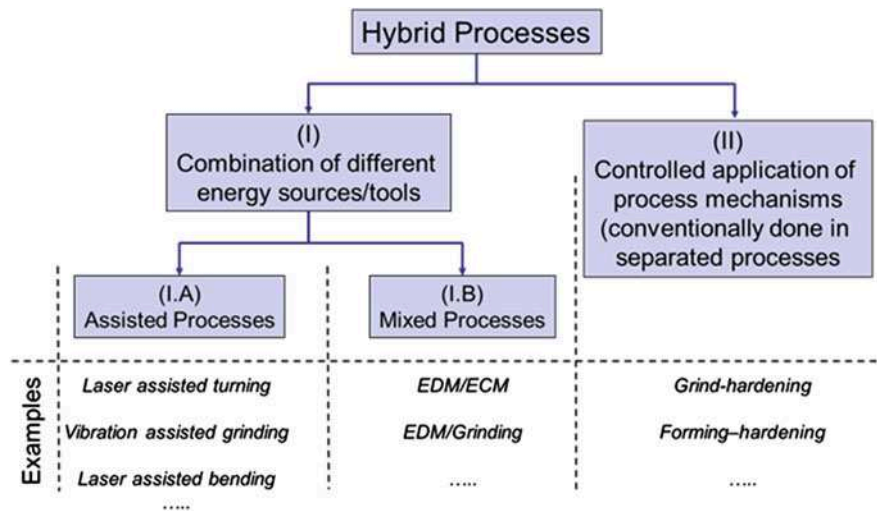 Hybrid Processes
(I)
Combination of different
energy sources/tools
(II)
Controlled application of
process mechanisms
(conventionally done in
separated processes
(I.A)
Assisted Processes
(I.B)
Mixed Processes
Examples
Laser assisted turning
Vibration assisted grinding
Laser assisted bending
.....
EDM/ECM
EDM/Grinding
.....
Grind-hardening
Forming–hardening
.....